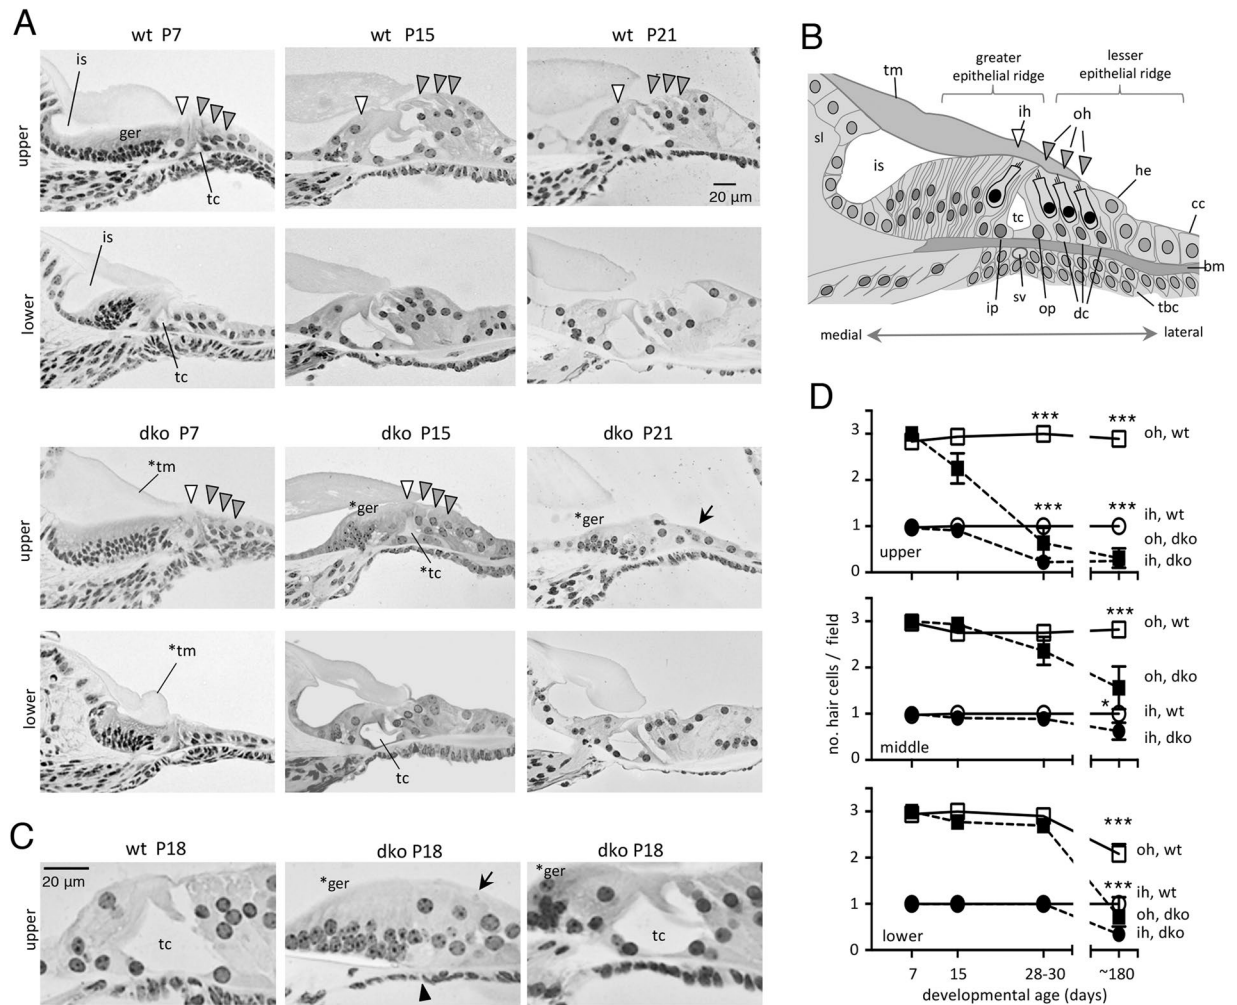 A
wt P7
wt P15
wt P21
is
ger
tc
upper
20 µm
is
tc
lower
dko P7
dko P15
dko P21
*tm
*ger
*tc
*ger
upper
*tm
tc
lower
B
greater
epithelial ridge
lesser
epithelial ridge
tm
ih
oh
sl
is
he
tc
cc
bm
ip
sv
op
dc
tbc
medial
lateral
C
wt P18
dko P18
dko P18
20 µm
*ger
*ger
tc
tc
upper
D
no. hair cells / field
3
2
1
0
***
***
oh, wt
***
***
ih, wt
oh, dko
ih, dko
upper
3
2
1
0
***
oh, wt
oh, dko
*
ih, wt
ih, dko
middle
3
2
1
0
***
oh, wt
***
ih, wt
oh, dko
ih, dko
lower
7
15
28-30
~180
developmental age (days)